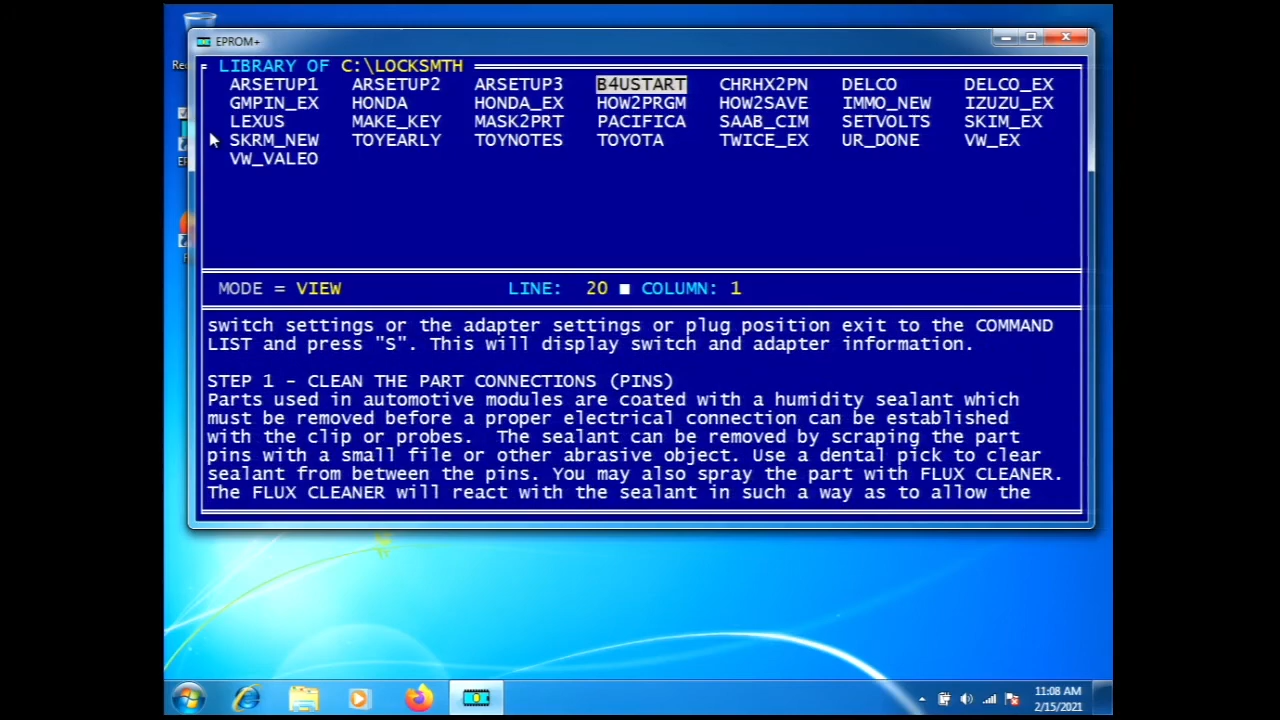 EPROM+
Rec
LIBRARY OF C:\LOCKSMTH
ARSETUP1 ARSETUP2 ARSETUP3 B4USTART CHRHX2PN DELCO DELCO_EX
GMPIN_EX HONDA HONDA_EX HOW2PRGM HOW2SAVE IMMO_NEW IZUZU_EX
LEXUS MAKE_KEY MASK2PRT PACIFICA SAAB_CIM SETVOLTS SKIM_EX
SKRM_NEW TOYEARLY TOYNOTES TOYOTA TWICE_EX UR_DONE VW_EX
VW_VALEO
MODE = VIEW LINE: 20 ■ COLUMN: 1
switch settings or the adapter settings or plug position exit to the COMMAND
LIST and press "S". This will display switch and adapter information.
STEP 1 - CLEAN THE PART CONNECTIONS (PINS)
Parts used in automotive modules are coated with a humidity sealant which
must be removed before a proper electrical connection can be established
with the clip or probes. The sealant can be removed by scraping the part
pins with a small file or other abrasive object. Use a dental pick to clear
sealant from between the pins. You may also spray the part with FLUX CLEANER.
The FLUX CLEANER will react with the sealant in such a way as to allow the
11:08 AM
2/15/2021